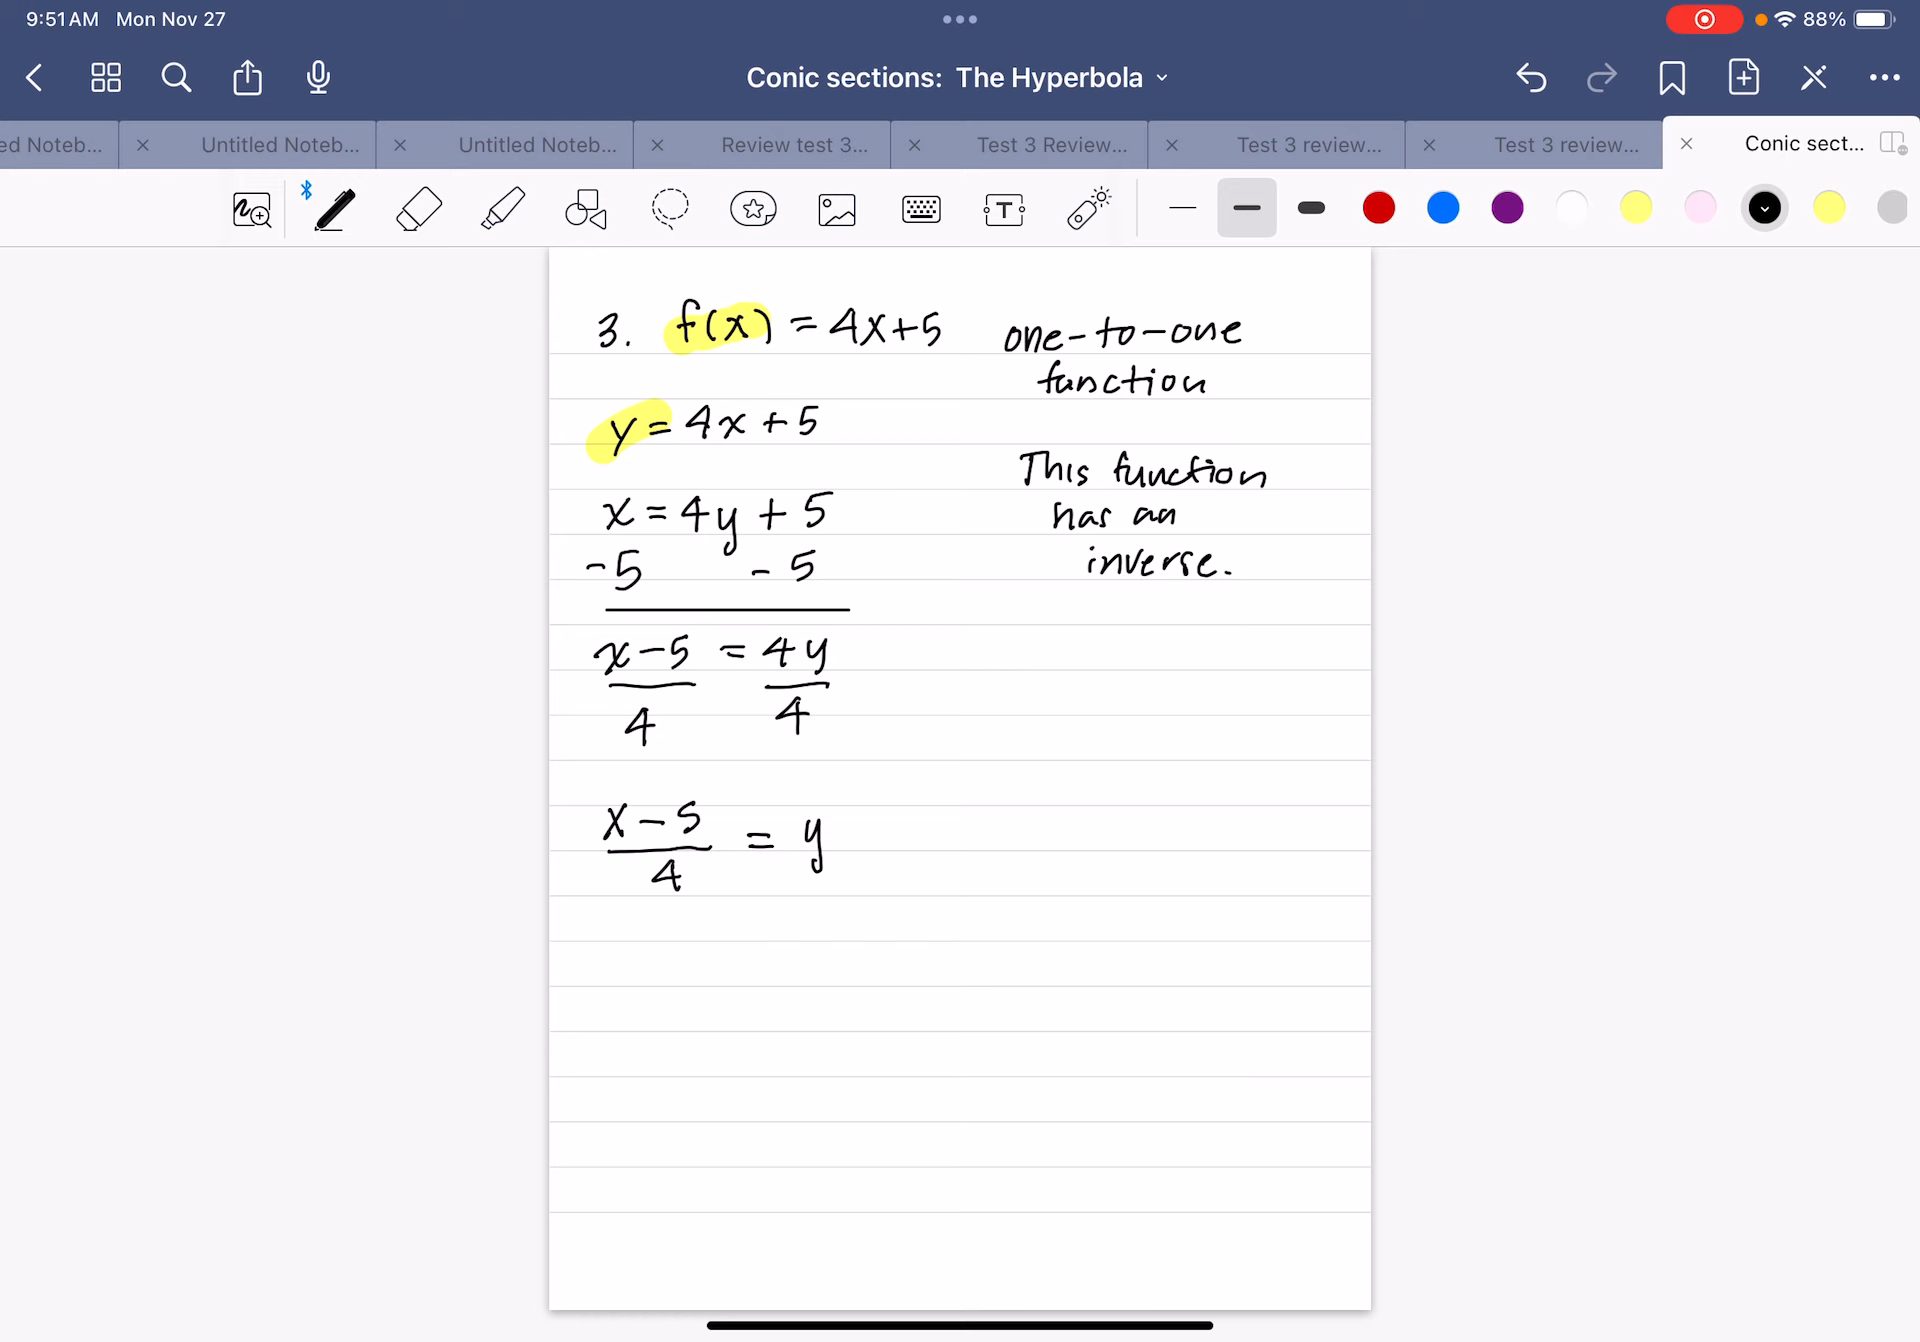 9:51 AM Mon Nov 27
88%
Conic sections: The Hyperbola
ed Noteb...
Untitled Noteb...
Untitled Noteb...
Review test 3...
Test 3 Review...
Test 3 review...
Test 3 review...
Conic sect...
T
3. f(x) = 4x+5 one-to-one
function
y = 4x + 5
This function
x = 4y + 5
has an
-5 - 5
inverse.
x-5 = 4y
4 4
x-5
= y
4